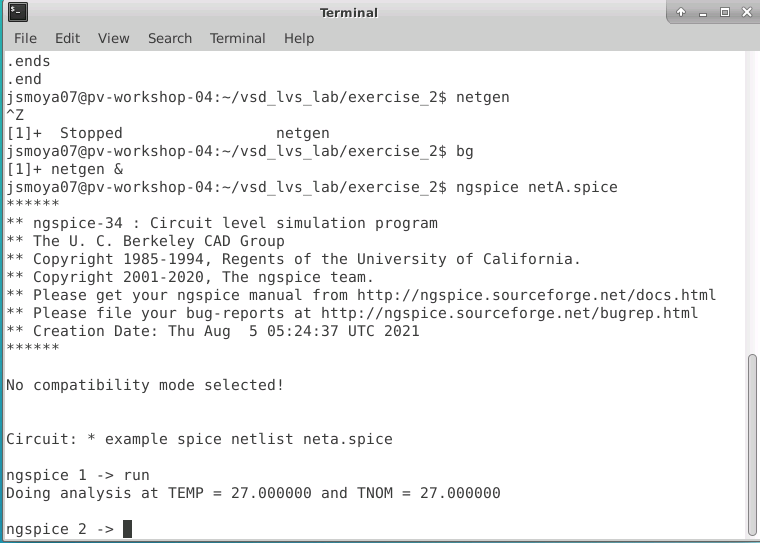 Terminal
File Edit View Search Terminal Help
.ends
.end
jsmoya07@pv-workshop-04:~/vsd_lvs_lab/exercise_2$ netgen
^Z
[1]+  Stopped                 netgen
jsmoya07@pv-workshop-04:~/vsd_lvs_lab/exercise_2$ bg
[1]+ netgen &
jsmoya07@pv-workshop-04:~/vsd_lvs_lab/exercise_2$ ngspice netA.spice
******
** ngspice-34 : Circuit level simulation program
** The U. C. Berkeley CAD Group
** Copyright 1985-1994, Regents of the University of California.
** Copyright 2001-2020, The ngspice team.
** Please get your ngspice manual from http://ngspice.sourceforge.net/docs.html
** Please file your bug-reports at http://ngspice.sourceforge.net/bugrep.html
** Creation Date: Thu Aug  5 05:24:37 UTC 2021
******
No compatibility mode selected!
Circuit: * example spice netlist neta.spice
ngspice 1 -> run
Doing analysis at TEMP = 27.000000 and TNOM = 27.000000
ngspice 2 ->